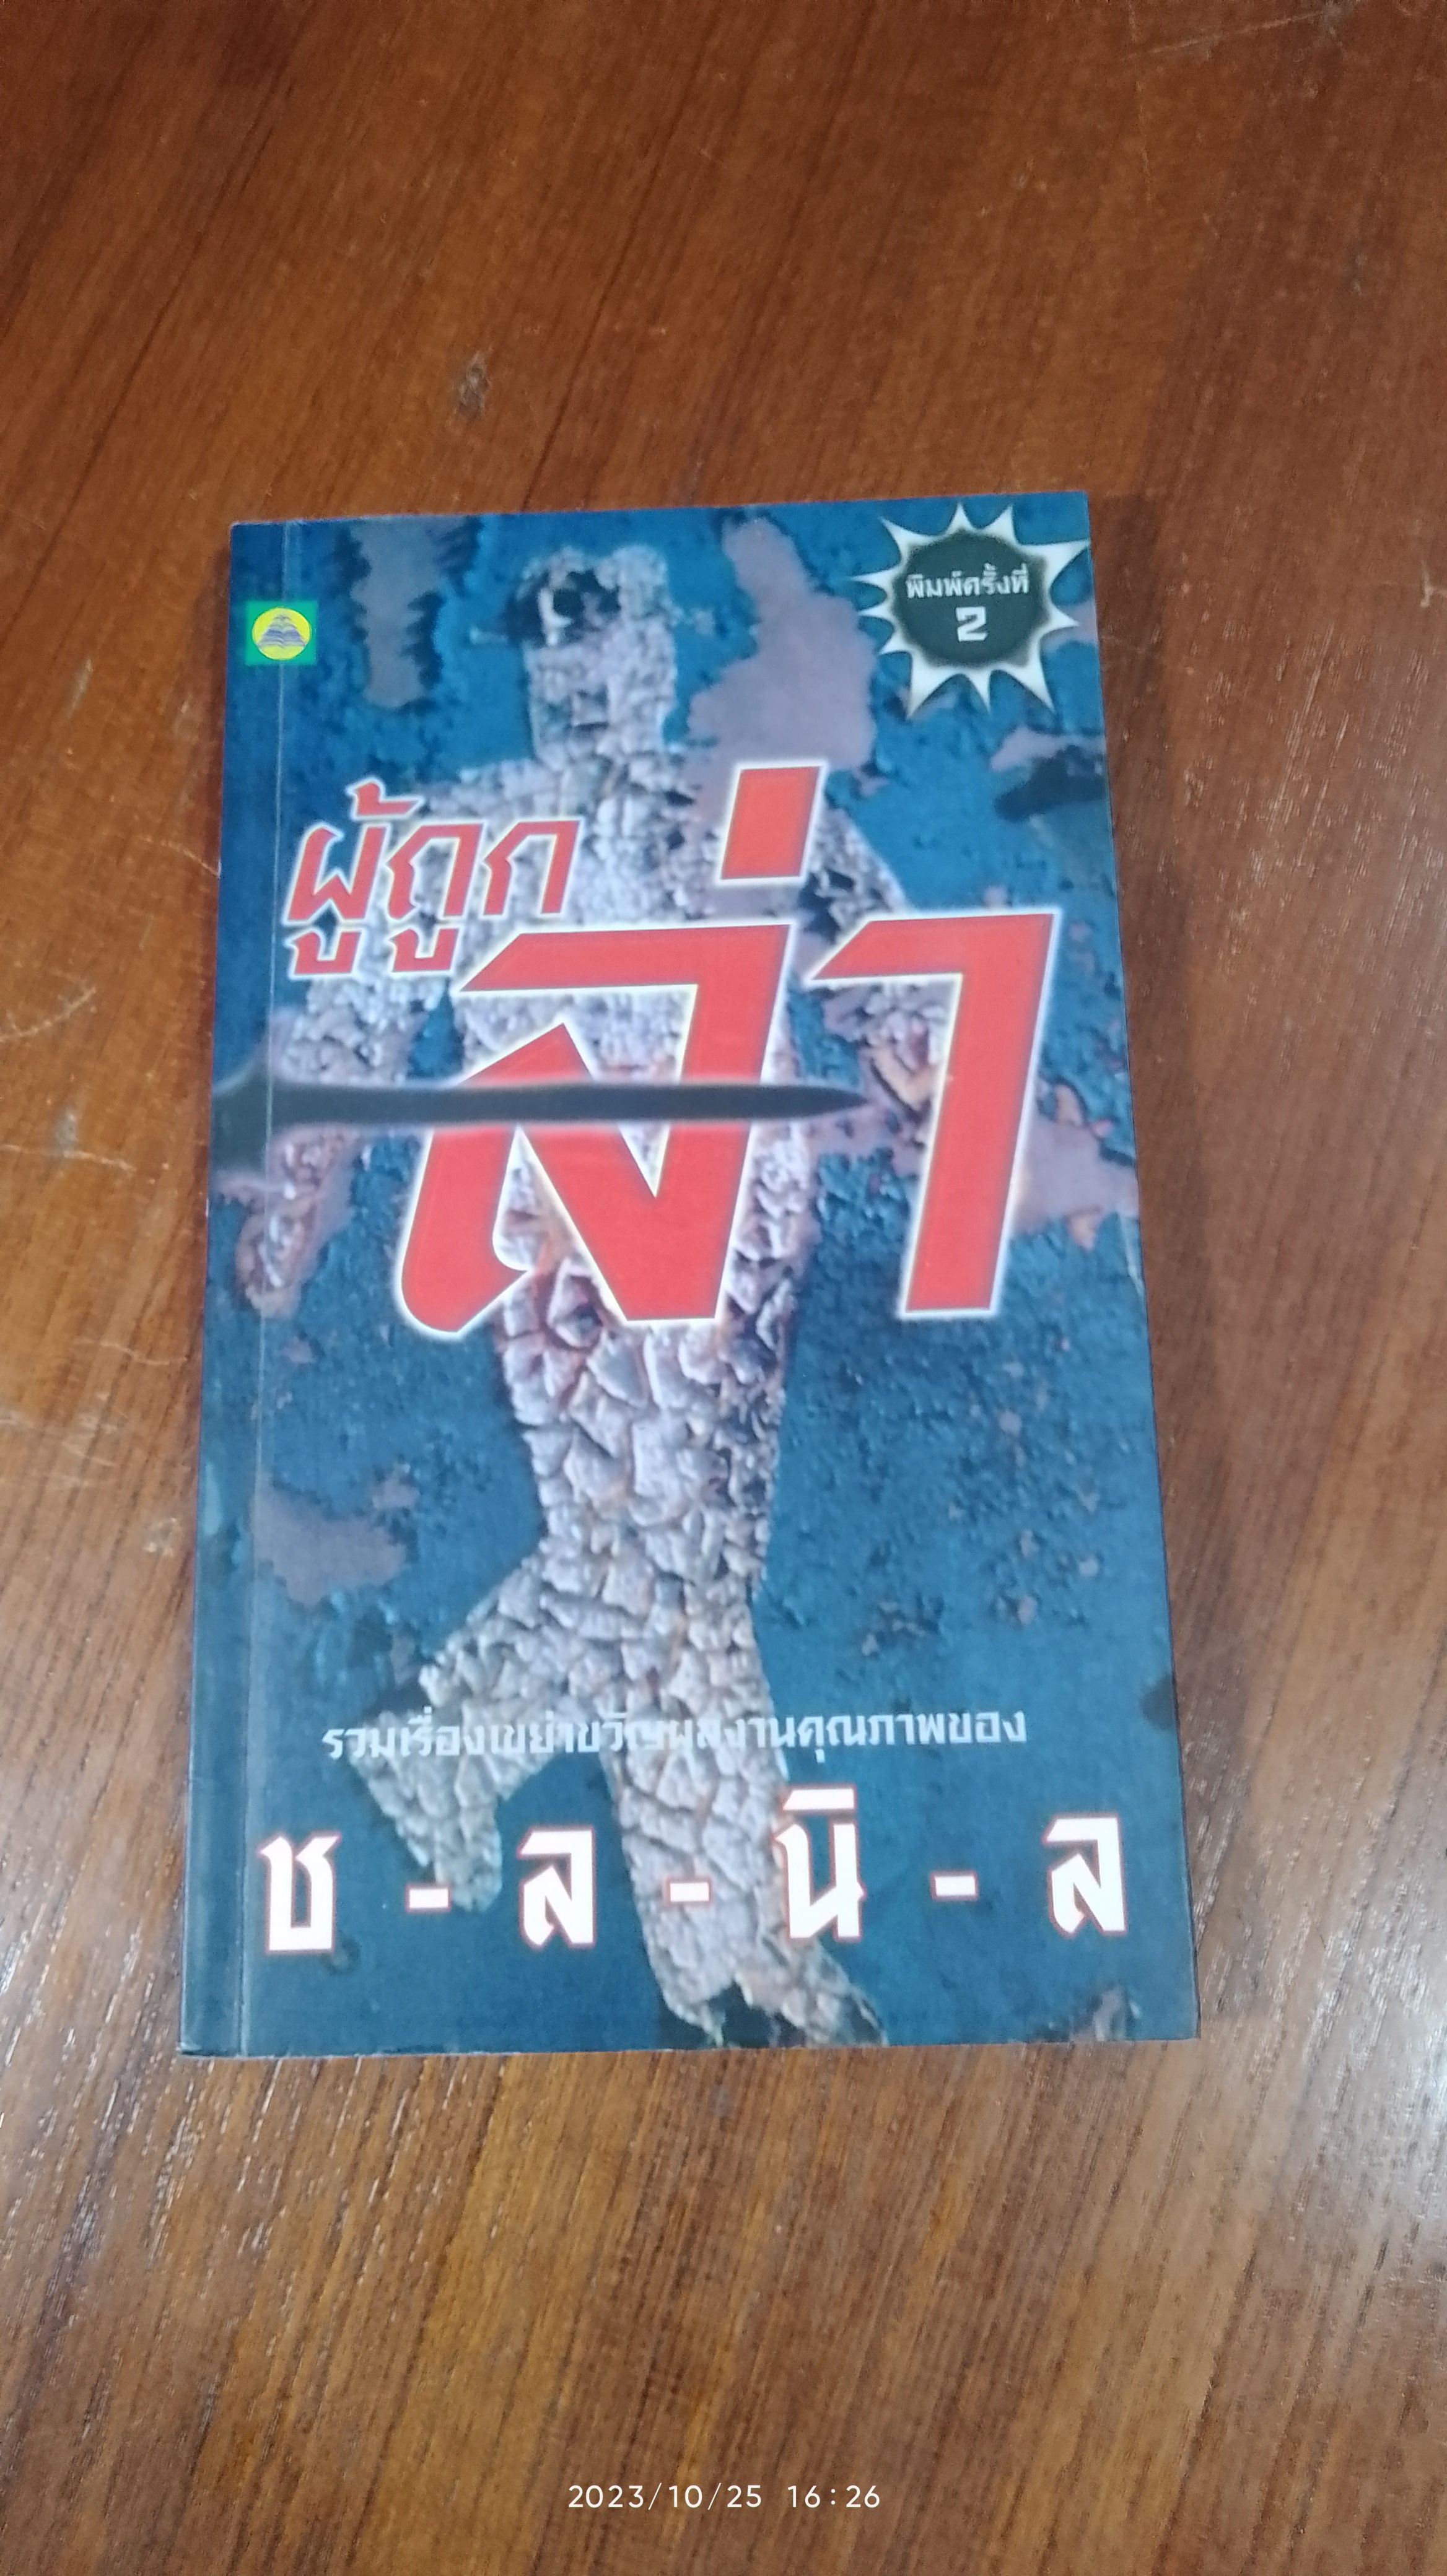 พิมพ์ครั้งที่
2
ผู้ถูก
ล่า
รวมเรื่องเขย่าขวัญผลงานคุณภาพของ
ช-ล-นิ-ล
2023/10/25 16:26